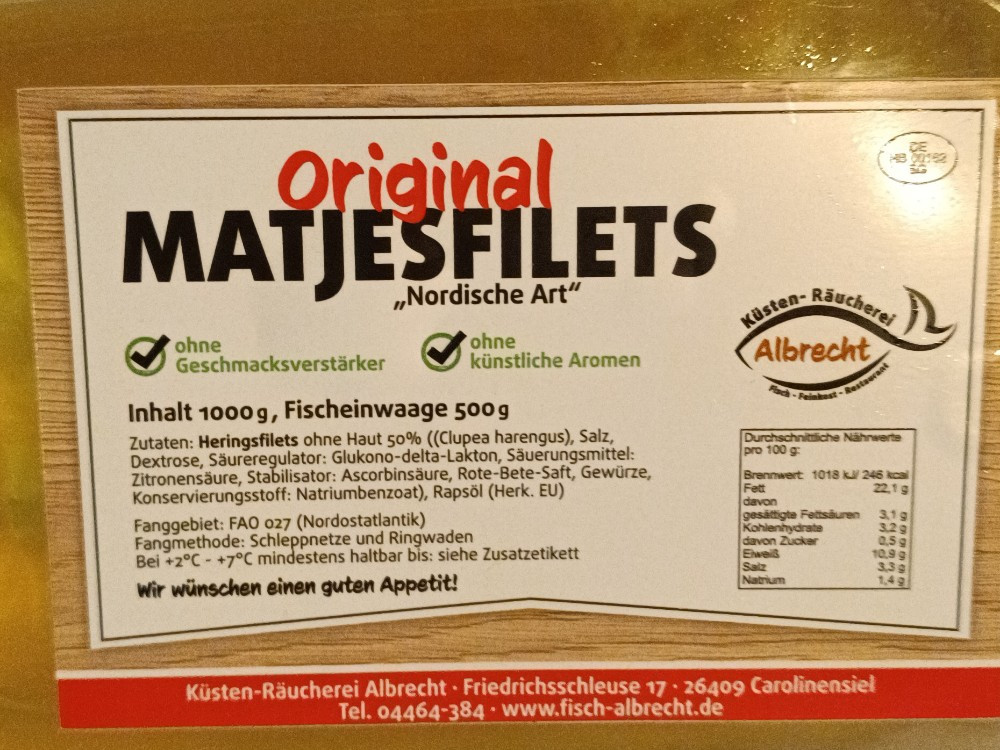 Original
MATJESFILETS
„Nordische Art“
ohne
Geschmacksverstärker
ohne
künstliche Aromen
DE
Küsten-Räucherei
Albrecht
Fisch - Feinkost - Restaurant
Inhalt 1000g, Fischeinwaage 500g
Zutaten: Heringsfilets ohne Haut 50% ((Clupea harengus), Salz,
Dextrose, Säureregulator: Glukono-delta-Lakton, Säuerungsmittel:
Zitronensäure, Stabilisator: Ascorbinsäure, Rote-Bete-Saft, Gewürze,
Konservierungsstoff: Natriumbenzoat), Rapsöl (Herk. EU)
Fanggebiet: FAO 027 (Nordostatlantik)
Fangmethode: Schleppnetze und Ringwaden
Bei +2°C - +7°C mindestens haltbar bis: siehe Zusatzetikett
Wir wünschen einen guten Appetit!
Durchschnittliche Nährwerte
pro 100 g:
Brennwert: 1018 kJ/ 246 kcal
Fett 22,1 g
davon
gesättigte Fettsäuren 3,1 g
Kohlenhydrate 3,2 g
davon Zucker 0,5 g
Eiweiß 10,9 g
Salz 3,3 g
Natrium 1,4 g
Küsten-Räucherei Albrecht · Friedrichsschleuse 17 · 26409 Carolinensiel
Tel. 04464-384 · www.fisch-albrecht.de